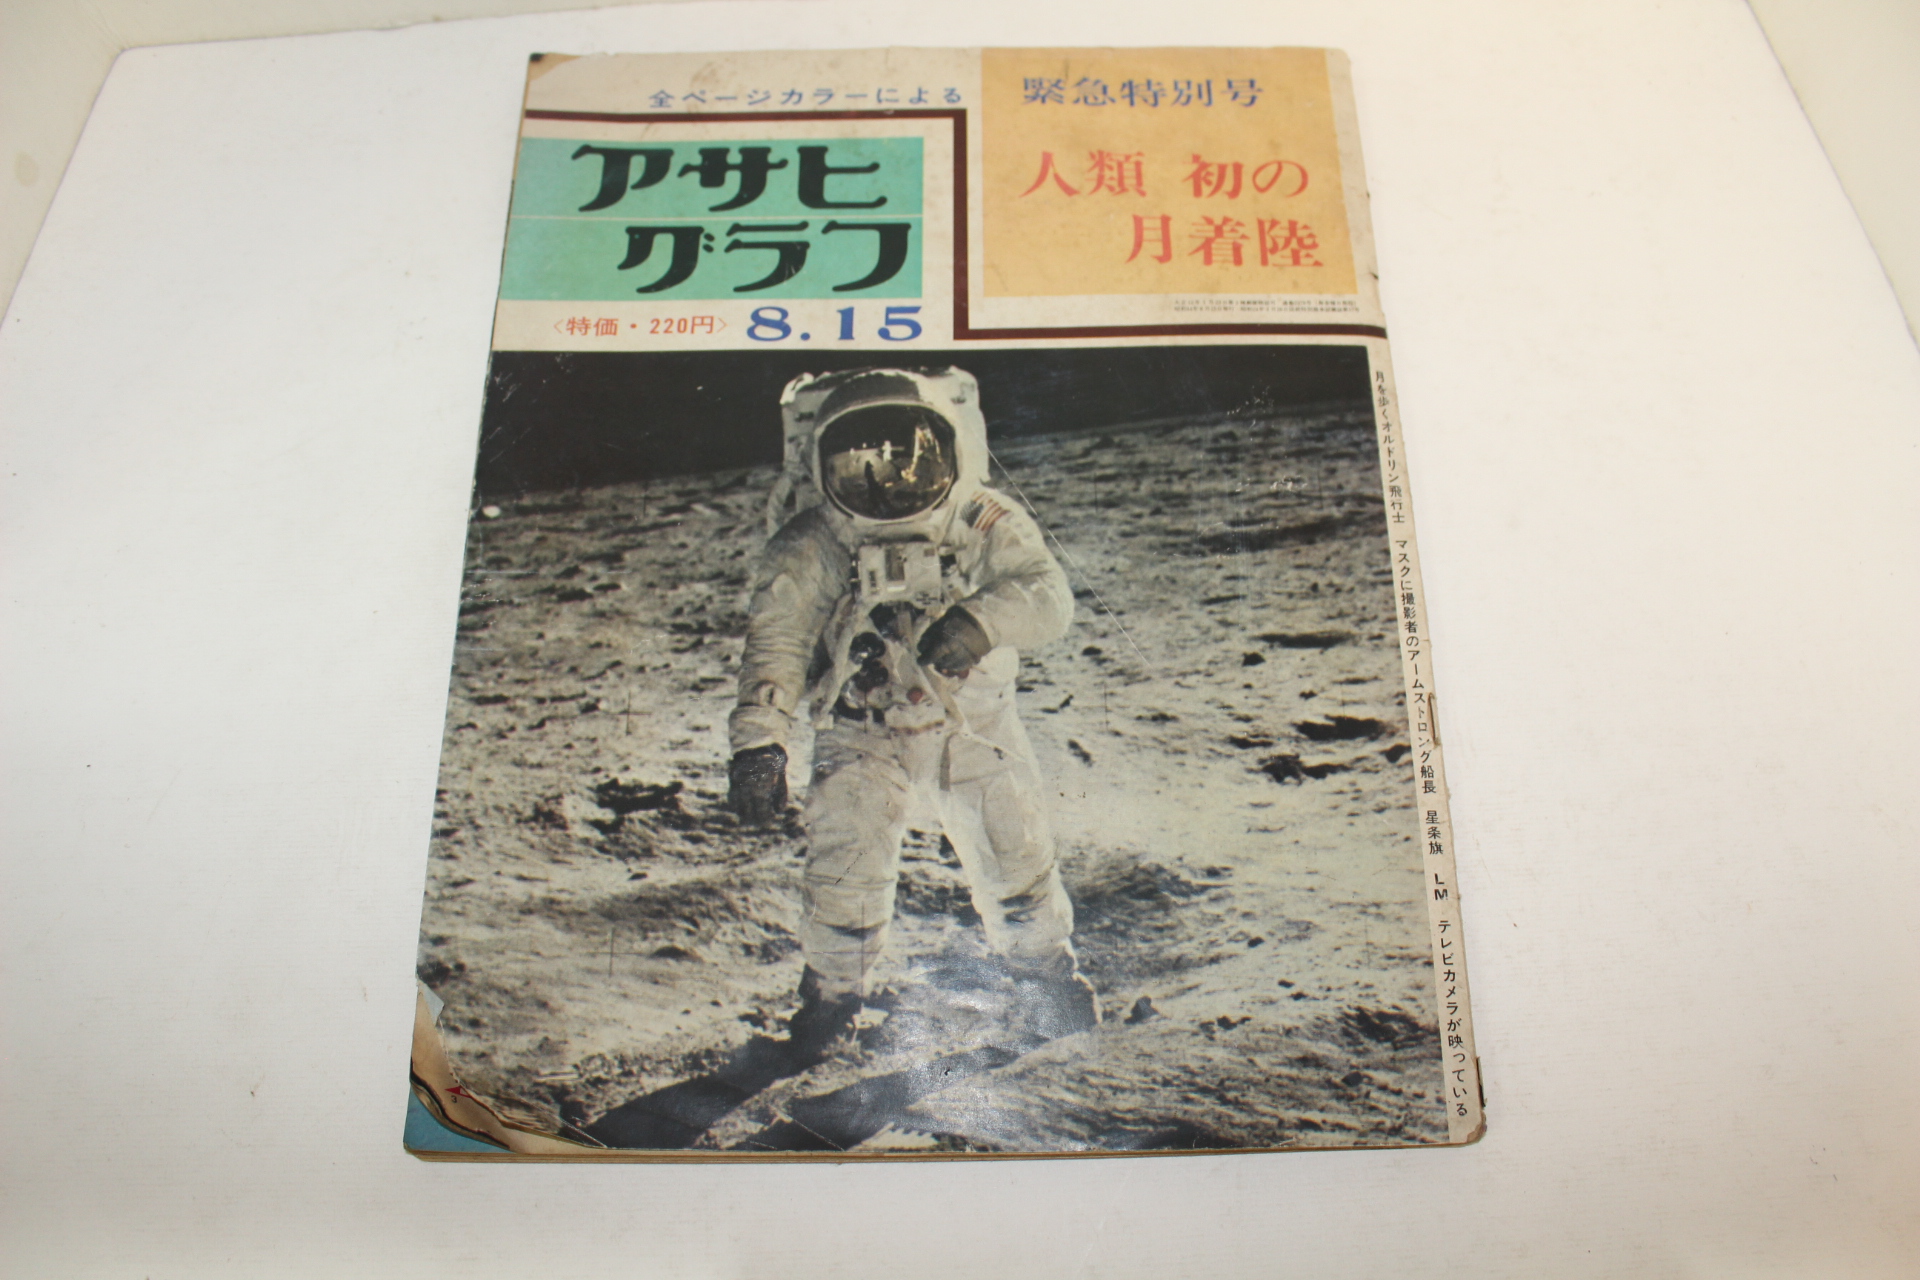 全ページカラーによる
緊急特別号
アサヒ
グラフ
人類 初の
月着陸
<特価・220円>
8.15
月を歩くオルドリン飛行士 マスクに撮影者のアームストロング船長 星条旗 LM テレビカメラが映っている
3